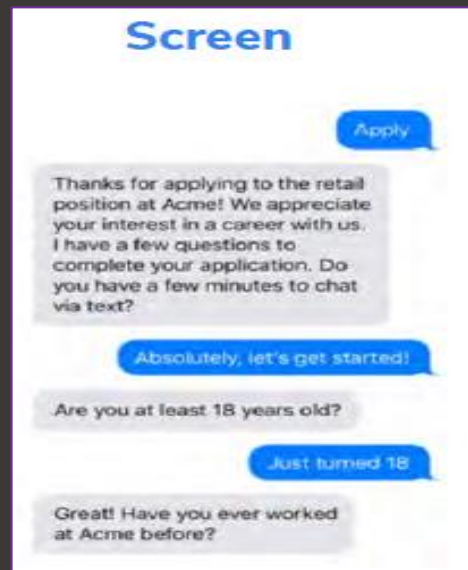 Screen
Apply
Thanks for applying to the retail
position at Acme! We appreciate
your interest in a career with us.
I have a few questions to
complete your application. Do
you have a few minutes to chat
via text?
Absolutely, let's get started!
Are you at least 18 years old?
Just turned 18
Great! Have you ever worked
at Acme before?